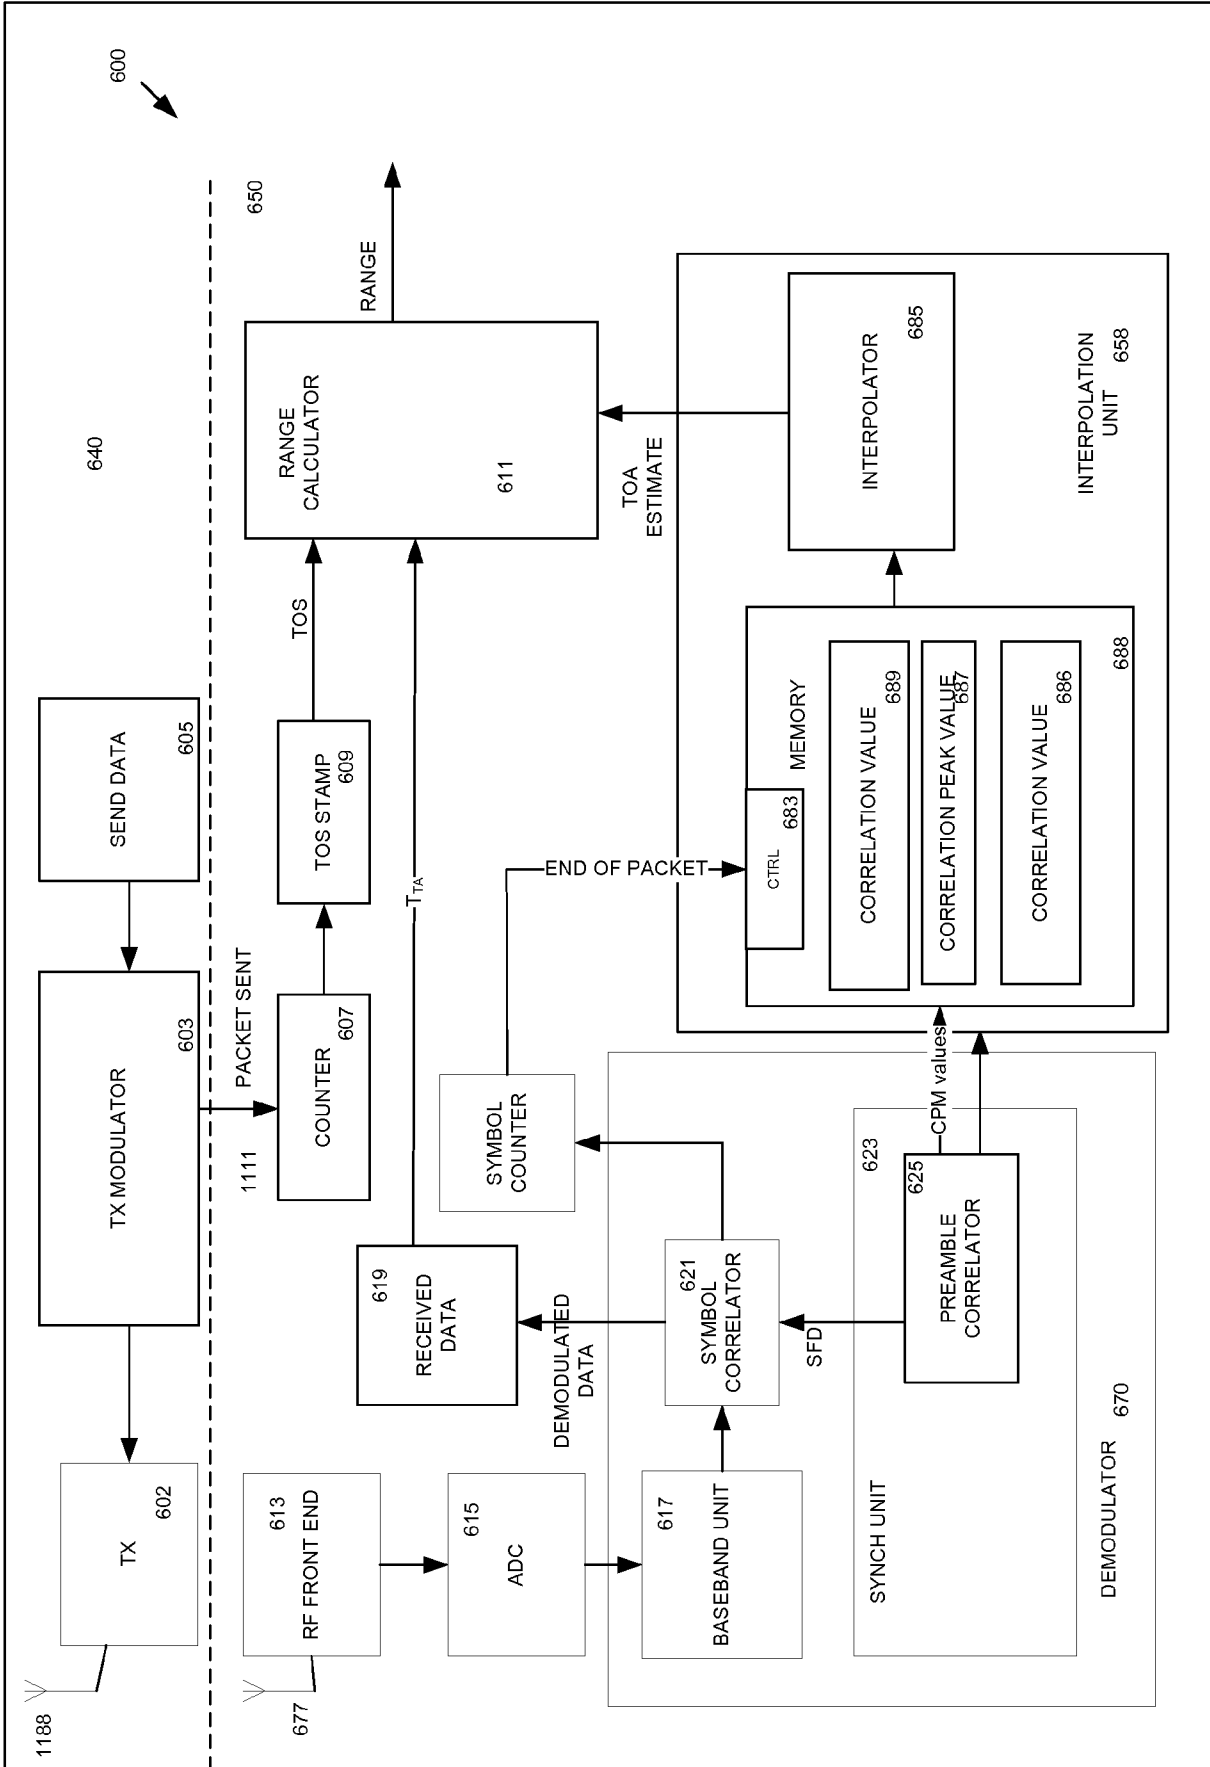 600
640
1188
TX
602
TX MODULATOR
603
SEND DATA
605
650
PACKET SENT
1111
COUNTER
607
TOS STAMP
609
TOS
RANGE
CALCULATOR
611
RANGE
TTA
677
RF FRONT END
613
ADC
615
BASEBAND UNIT
617
RECEIVED
DATA
619
DEMODULATED
DATA
SYMBOL
CORRELATOR
621
SYMBOL
COUNTER
END OF PACKET
SFD
SYNCH UNIT
623
PREAMBLE
CORRELATOR
625
DEMODULATOR
670
CPM values
MEMORY
CTRL
683
CORRELATION VALUE
689
CORRELATION PEAK VALUE
687
CORRELATION VALUE
686
688
INTERPOLATOR
685
TOA
ESTIMATE
INTERPOLATION
UNIT
658